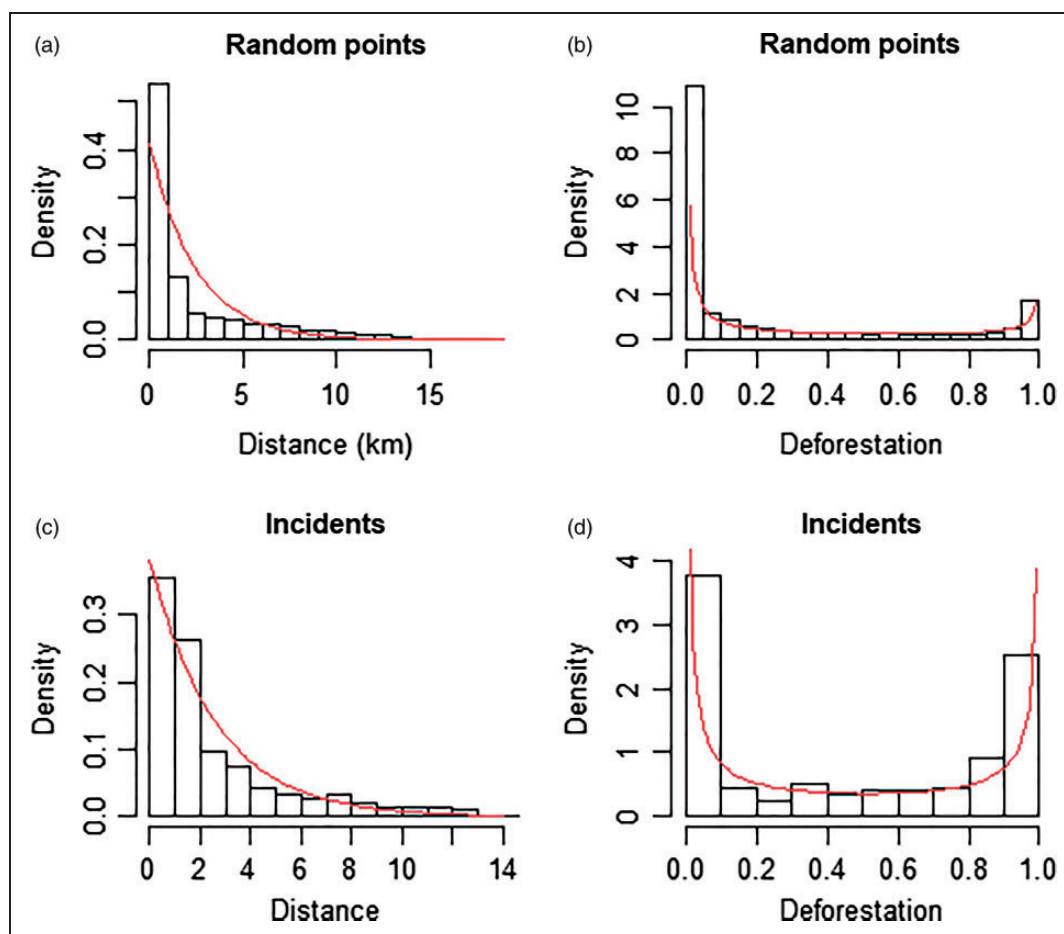 (a)
Random points
Density
0.0 0.2 0.4
0 5 10 15
Distance (km)
(b)
Random points
Density
0 2 4 6 8 10
0.0 0.2 0.4 0.6 0.8 1.0
Deforestation
(c)
Incidents
Density
0.0 0.1 0.2 0.3
0 2 4 6 8 10 14
Distance
(d)
Incidents
Density
0 1 2 3 4
0.0 0.2 0.4 0.6 0.8 1.0
Deforestation